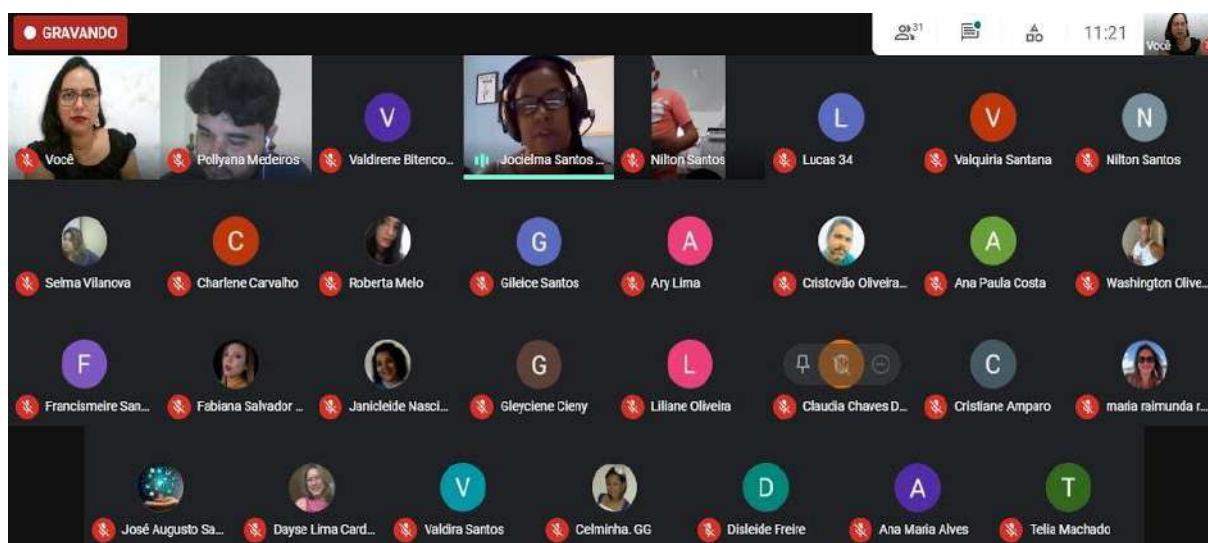 GRAVANDO
31
11:21
Você
Você
Pollyana Medeiros
V
Valdirene Bitenco...
Jocielma Santos ...
Nilton Santos
L
Lucas 34
V
Valquiria Santana
N
Nilton Santos
Selma Vilanova
C
Charlene Carvalho
Roberta Melo
G
Gileice Santos
A
Ary Lima
Cristovão Oliveira...
A
Ana Paula Costa
Washington Olive...
F
Francismeire San...
Fabiana Salvador ...
Janicleide Nasci...
G
Gleyciene Cieny
L
Liliane Oliveira
Claudia Chaves D...
C
Cristiane Amparo
maria raimunda r...
José Augusto Sa...
Dayse Lima Card...
V
Valdira Santos
Celminha. GG
D
Disleide Freire
A
Ana Maria Alves
T
Telia Machado